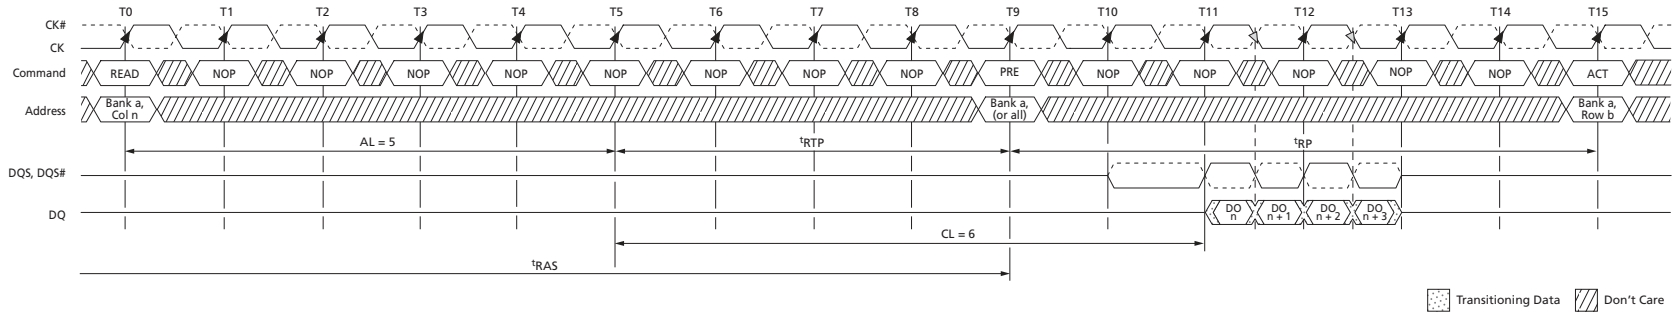 T0 T1 T2 T3 T4 T5 T6 T7 T8 T9 T10 T11 T12 T13 T14 T15
CK#
CK
Command READ NOP NOP NOP NOP NOP NOP NOP NOP PRE NOP NOP NOP NOP NOP ACT
Address Bank a, Col n Bank a, (or all) Bank a, Row b
AL = 5 tRTP tRP
DQS, DQS#
DQ DO n DO n + 1 DO n + 2 DO n + 3
CL = 6
tRAS
Transitioning Data Don't Care